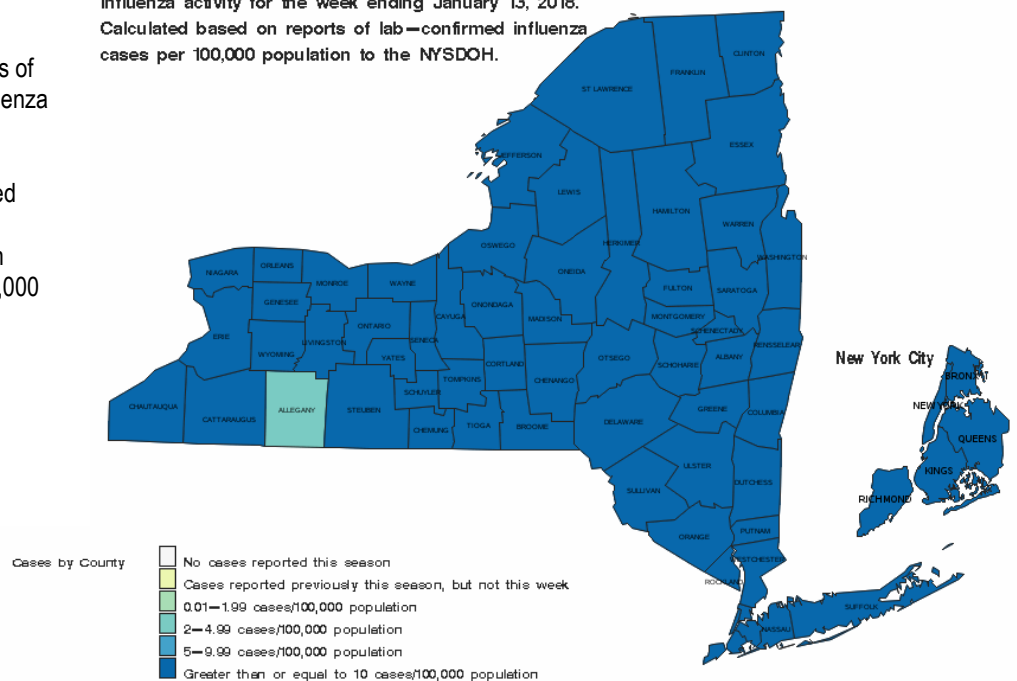 Influenza activity for the week ending January 13, 2018.
Calculated based on reports of lab-confirmed influenza
cases per 100,000 population to the NYSDOH.
s of
enza
ed
n
,000
CLINTON
FRANKLIN
ST LAWRENCE
ESSEX
JEFFERSON
LEWIS
HAMILTON
WARREN
HERKIMER
OSWEGO
WASHINGTON
ONEIDA
NIAGARA
ORLEANS
MONROE
WAYNE
FULTON
SARATOGA
GENESEE
ONONDAGA
CAYUGA
MADISON
MONTGOMERY
SCHENECTADY
ERIE
ONTARIO
SENECA
LIVINGSTON
RENSSELAER
WYOMING
YATES
CORTLAND
OTSEGO
SCHOHARIE
ALBANY
TOMPKINS
CHENANGO
SCHUYLER
CHAUTAUQUA
CATTARAUGUS
ALLEGANY
STEUBEN
CHEMUNG
TIOGA
BROOME
DELAWARE
GREENE
COLUMBIA
ULSTER
SULLIVAN
DUTCHESS
ORANGE
PUTNAM
WESTCHESTER
ROCKLAND
SUFFOLK
NASSAU
New York City
BRONX
NEW YORK
QUEENS
KINGS
RICHMOND
Cases by County
No cases reported this season
Cases reported previously this season, but not this week
0.01-1.99 cases/100,000 population
2-4.99 cases/100,000 population
5-9.99 cases/100,000 population
Greater than or equal to 10 cases/100,000 population